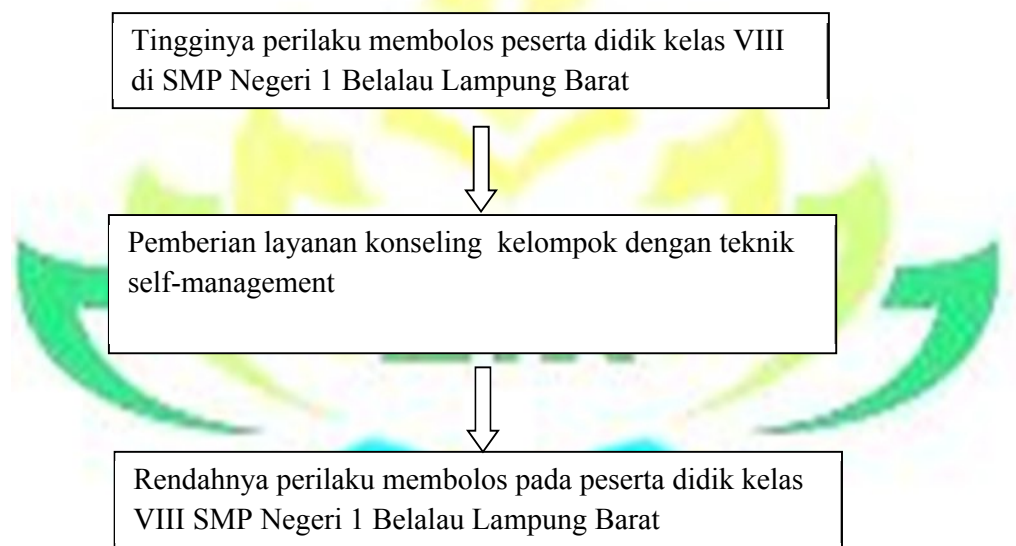 Tingginya perilaku membolos peserta didik kelas VIII
di SMP Negeri 1 Belalau Lampung Barat
Pemberian layanan konseling kelompok dengan teknik
self-management
Rendahnya perilaku membolos pada peserta didik kelas
VIII SMP Negeri 1 Belalau Lampung Barat